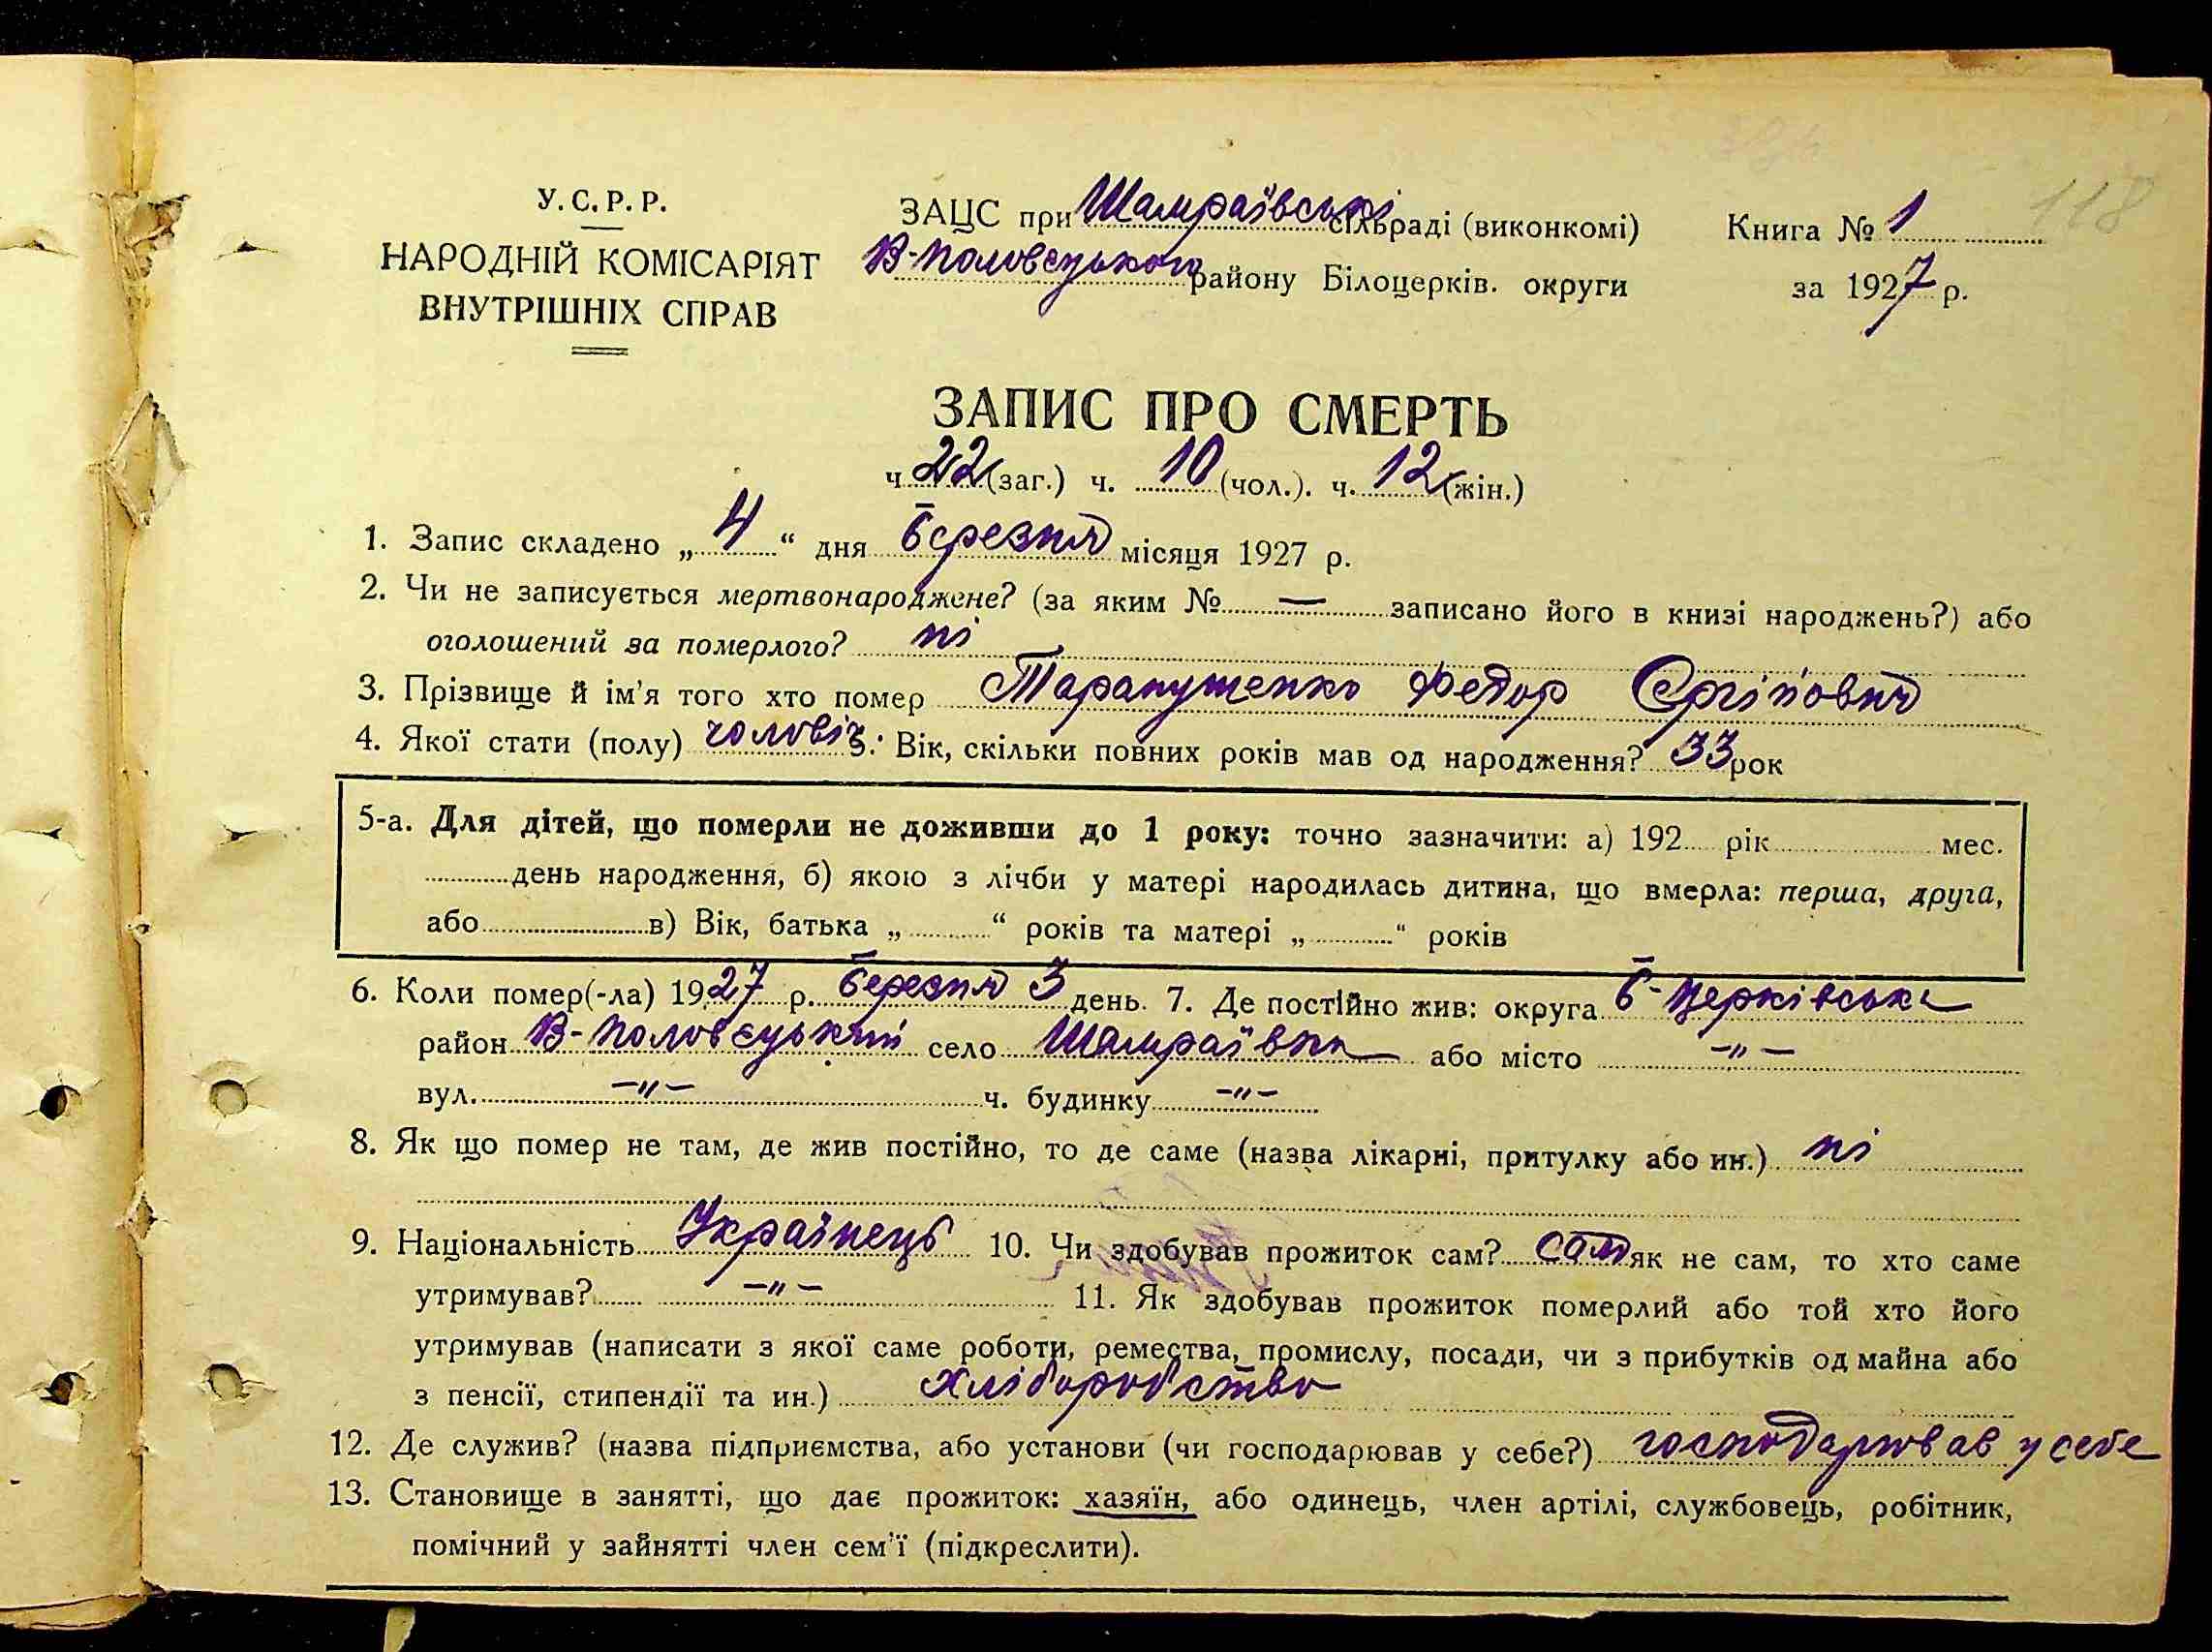 118
У.С.Р.Р.
НАРОДНІЙ КОМІСАРІЯТ
ВНУТРІШНІХ СПРАВ
ЗАЦС при Шамраївські сільраді (виконкомі)
В-Половецького району Білоцерків. округи
Книга № 1
за 1927 р.
ЗАПИС ПРО СМЕРТЬ
ч 22 (заг.) ч. 10 (чол.). ч. 12 (жін.)
1. Запис складено „ 4 “ дня березня місяця 1927 р.
2. Чи не записується мертвонароджене? (за яким № — записано його в книзі народжень?) або
оголошений за померлого? ні
3. Прізвище й ім'я того хто помер Тарапушенко Федор Єргійович
4. Якої стати (полу) чоловіч. Вік, скільки повних років мав од народження? 33 рок
5-а. Для дітей, що померли не доживши до 1 року: точно зазначити: а) 192 рік мес.
день народження, б) якою з лічби у матері народилась дитина, що вмерла: перша, друга,
або в) Вік, батька „ “ років та матері „ “ років
6. Коли помер(-ла) 1927 р. березня 3 день. 7. Де постійно жив: округа Б-Церківська
район В-Половецький село Шамраївка або місто -"-
вул. -"- ч. будинку -"-
8. Як що помер не там, де жив постійно, то де саме (назва лікарні, притулку або ин.) ні
9. Національність Українець 10. Чи здобував прожиток сам? сам як не сам, то хто саме
утримував? -"- 11. Як здобував прожиток померлий або той хто його
утримував (написати з якої саме роботи, ремества, промислу, посади, чи з прибутків од майна або
з пенсії, стипендії та ин.) хліборобство
12. Де служив? (назва підприємства, або установи (чи господарював у себе?) господарював у себе
13. Становище в занятті, що дає прожиток: хазяїн, або одинець, член артілі, службовець, робітник,
помічний у зайнятті член сем'ї (підкреслити).